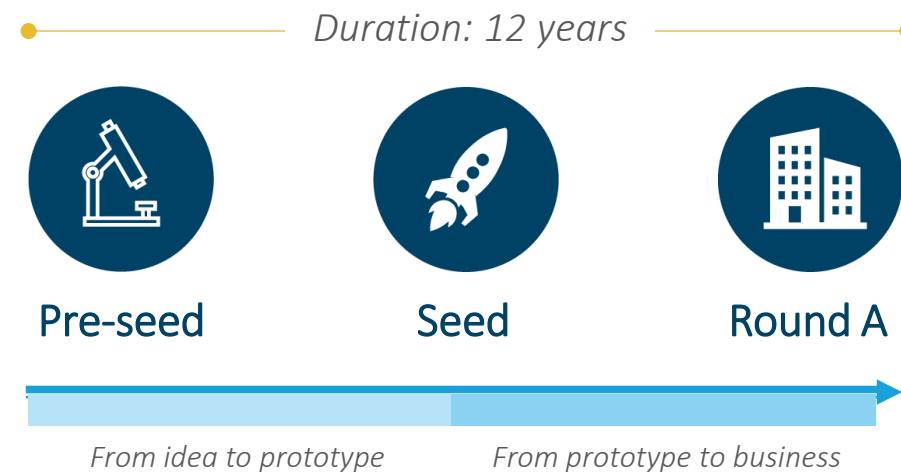 Duration: 12 years
Pre-seed
Seed
Round A
From idea to prototype
From prototype to business